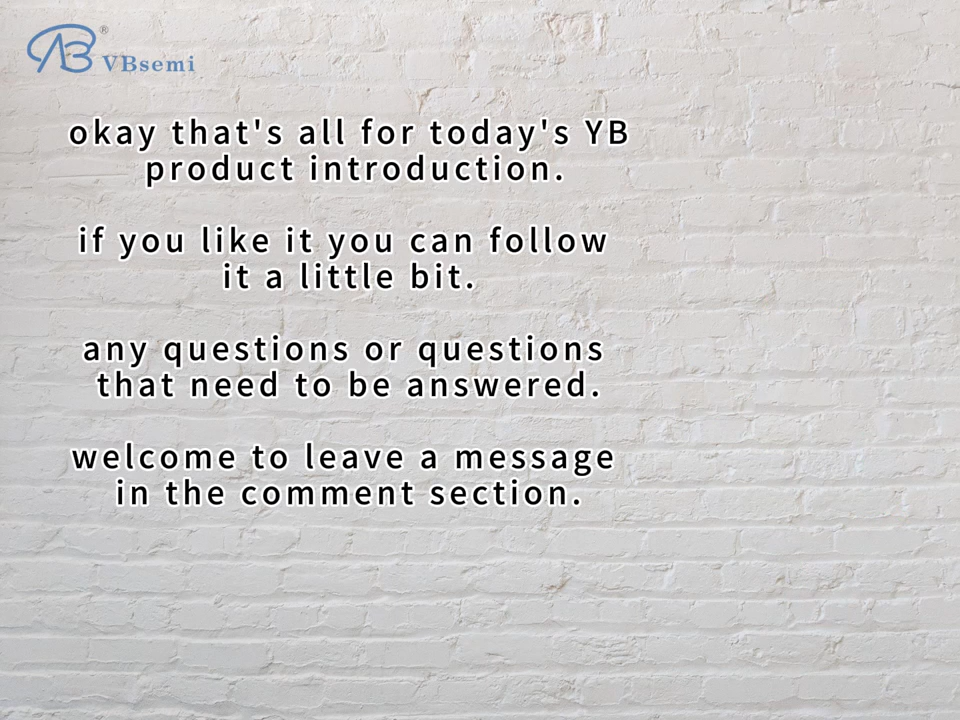 VBsemi
okay that's all for today's YB
product introduction.
if you like it you can follow
it a little bit.
any questions or questions
that need to be answered.
welcome to leave a message
in the comment section.